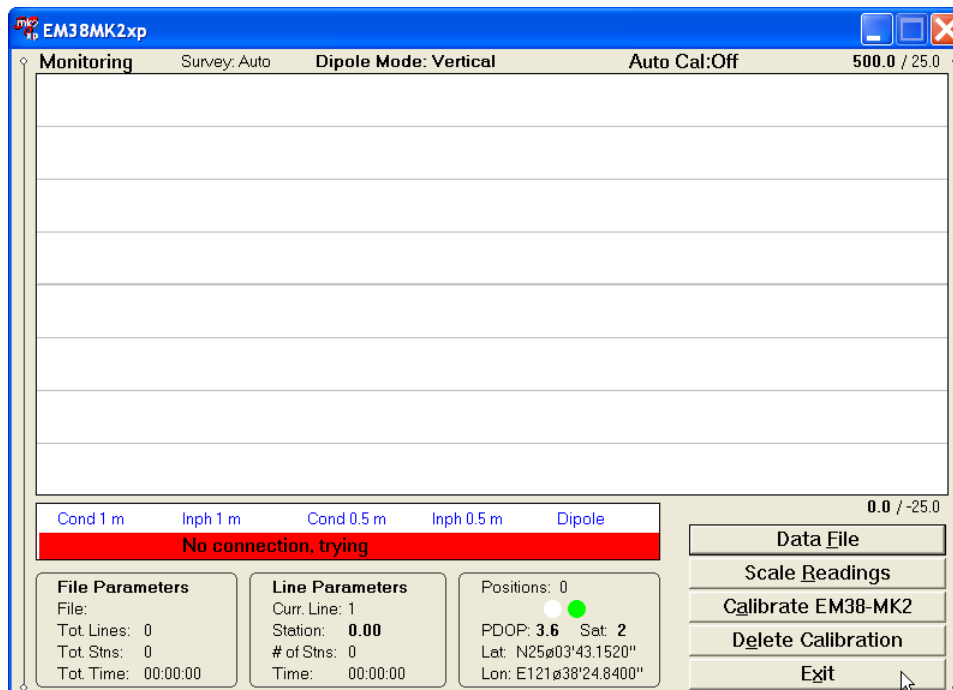 mk2 xp EM38MK2xp
Monitoring Survey: Auto Dipole Mode: Vertical Auto Cal:Off 500.0 / 25.0
0.0 / -25.0
Cond 1 m Inph 1 m Cond 0.5 m Inph 0.5 m Dipole
No connection, trying
File Parameters
File:
Tot. Lines: 0
Tot. Stns: 0
Tot. Time: 00:00:00
Line Parameters
Curr. Line: 1
Station: 0.00
# of Stns: 0
Time: 00:00:00
Positions: 0
PDOP: 3.6 Sat: 2
Lat: N25ø03'43.1520"
Lon: E121ø38'24.8400"
Data File
Scale Readings
Calibrate EM38-MK2
Delete Calibration
Exit